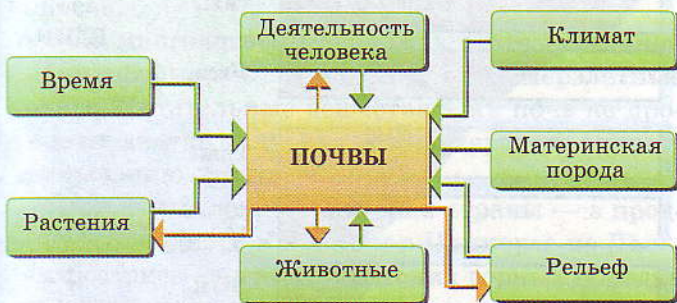 Деятельность
человека
Климат
Время
ПОЧВЫ
Материнская
порода
Растения
Животные
Рельеф